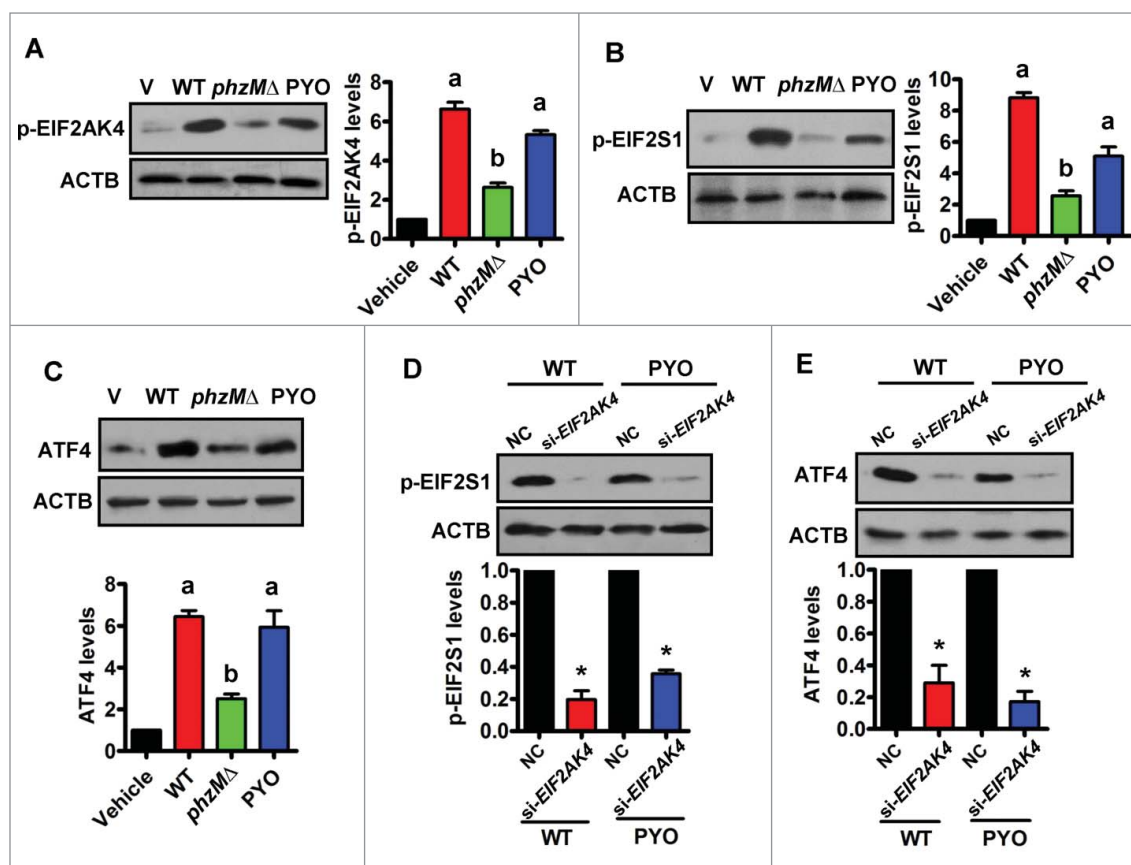 A
V WT phzMΔ PYO
p-EIF2AK4
ACTB
p-EIF2AK4 levels
8
6
4
2
0
a
b
a
Vehicle
WT
phzMΔ
PYO
B
V WT phzMΔ PYO
p-EIF2S1
ACTB
p-EIF2S1 levels
10
8
6
4
2
0
a
b
a
Vehicle
WT
phzMΔ
PYO
C
V WT phzMΔ PYO
ATF4
ACTB
ATF4 levels
8
6
4
2
0
a
b
a
Vehicle
WT
phzMΔ
PYO
D
WT PYO
NC si-EIF2AK4 NC si-EIF2AK4
p-EIF2S1
ACTB
p-EIF2S1 levels
1.0
0.8
0.6
0.4
0.2
0.0
*
*
NC si-EIF2AK4 NC si-EIF2AK4
WT PYO
E
WT PYO
NC si-EIF2AK4 NC si-EIF2AK4
ATF4
ACTB
ATF4 levels
1.0
0.8
0.6
0.4
0.2
0.0
*
*
NC si-EIF2AK4 NC si-EIF2AK4
WT PYO